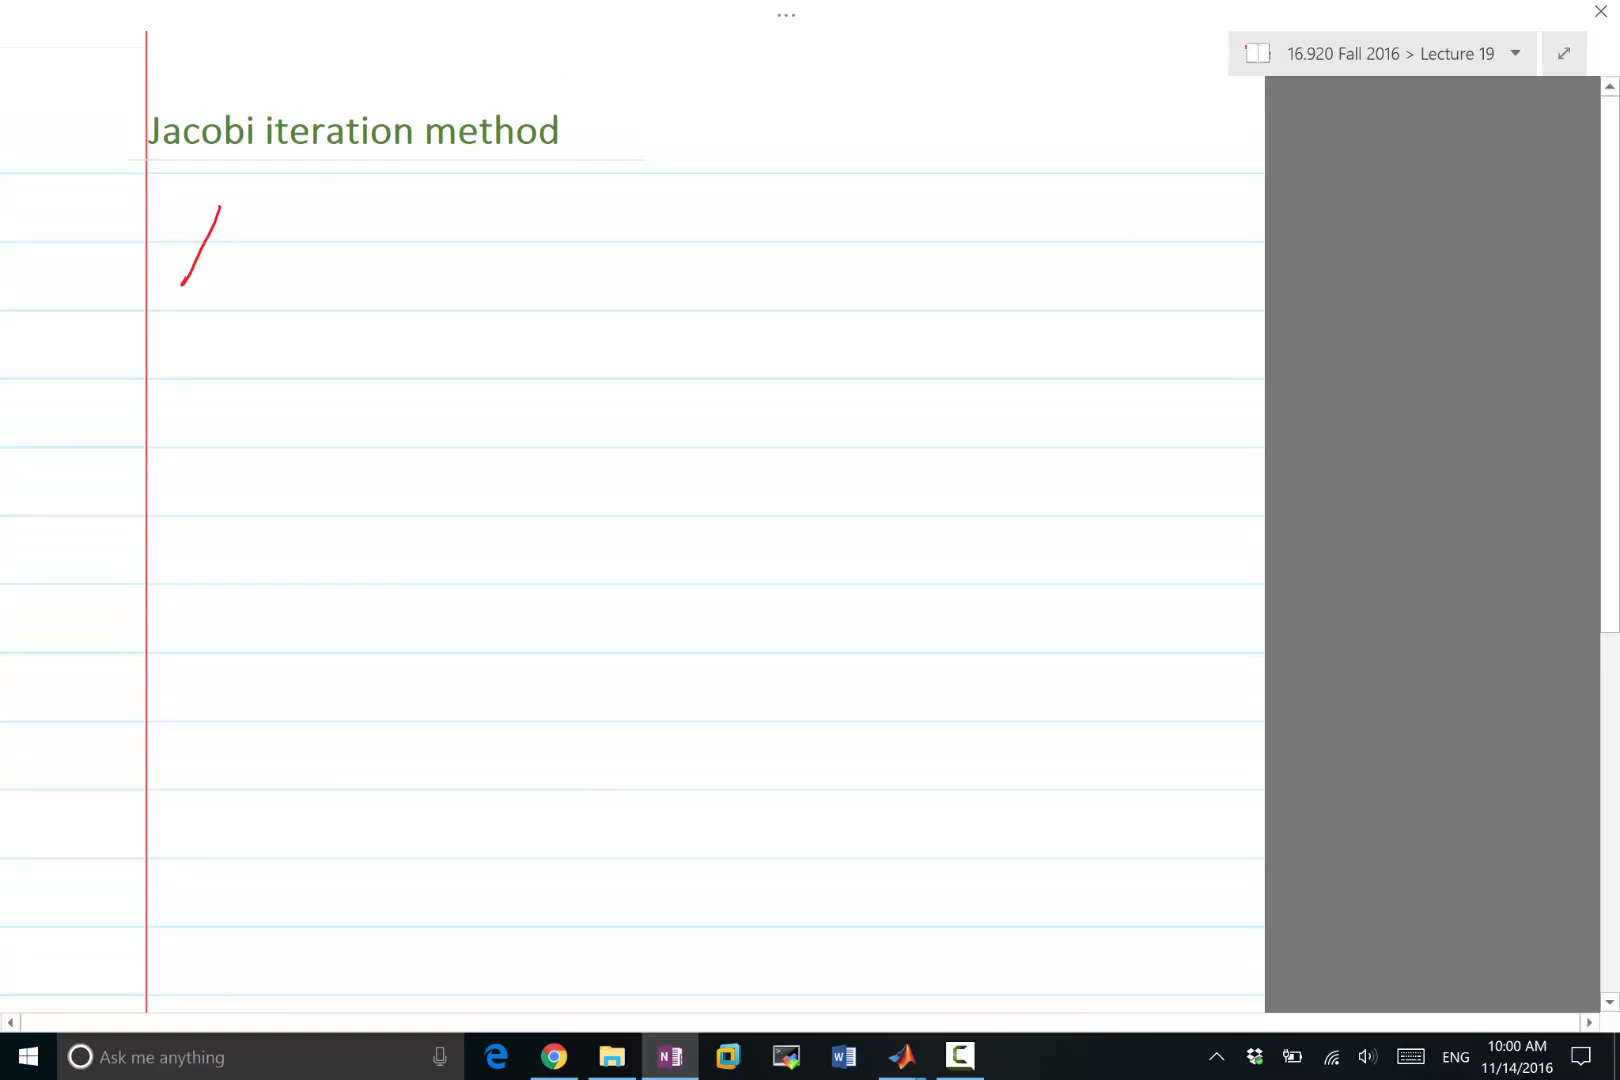 16.920 Fall 2016 > Lecture 19
Jacobi iteration method
Ask me anything
ENG
10:00 AM
11/14/2016